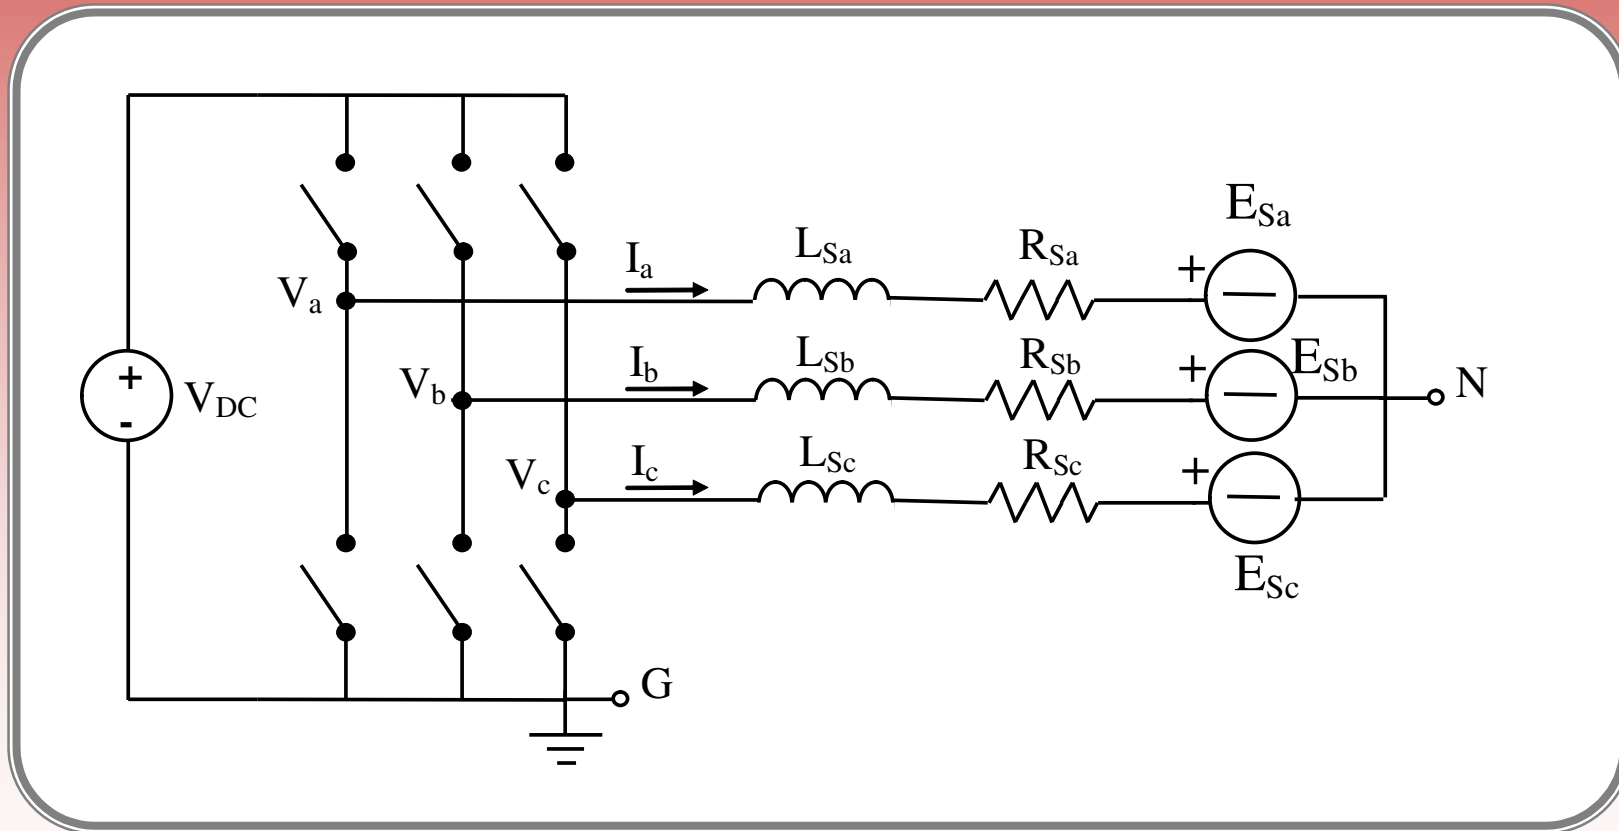 E_Sa
L_Sa
R_Sa
I_a
+
V_a
L_Sb
R_Sb
E_Sb
I_b
+
+
V_b
N
V_DC
-
L_Sc
R_Sc
I_c
+
V_c
E_Sc
G